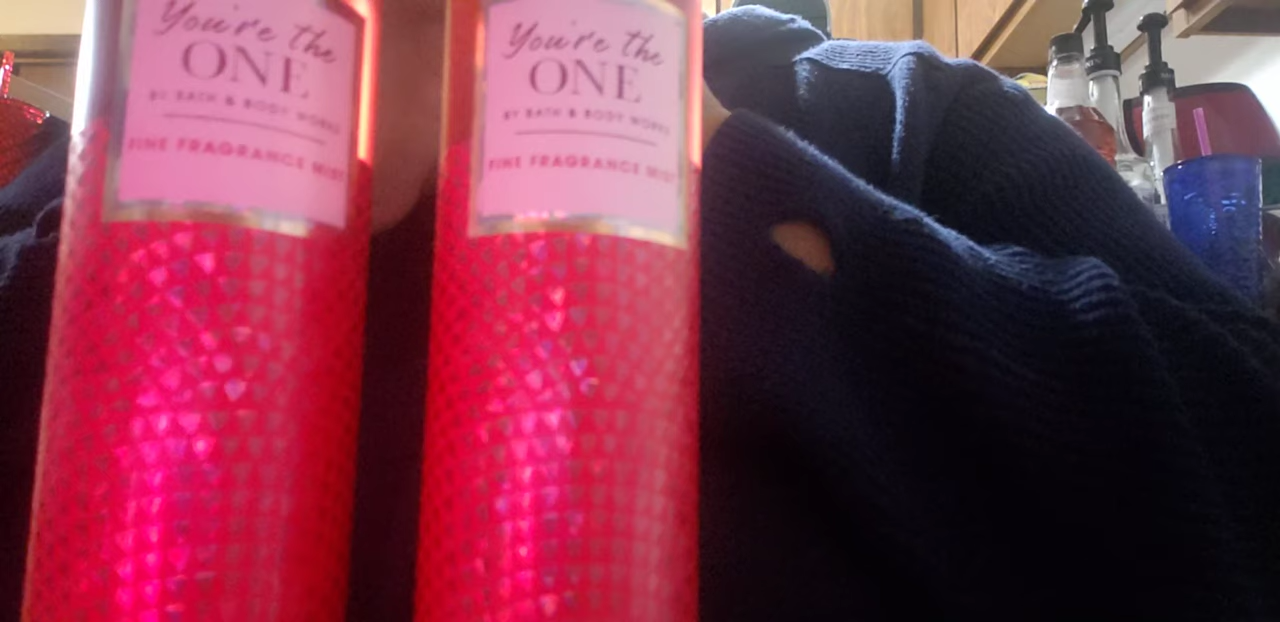 You're the
ONE
BY BATH & BODY WORKS
FINE FRAGRANCE MIST
You're the
ONE
BY BATH & BODY WORKS
FINE FRAGRANCE MIST